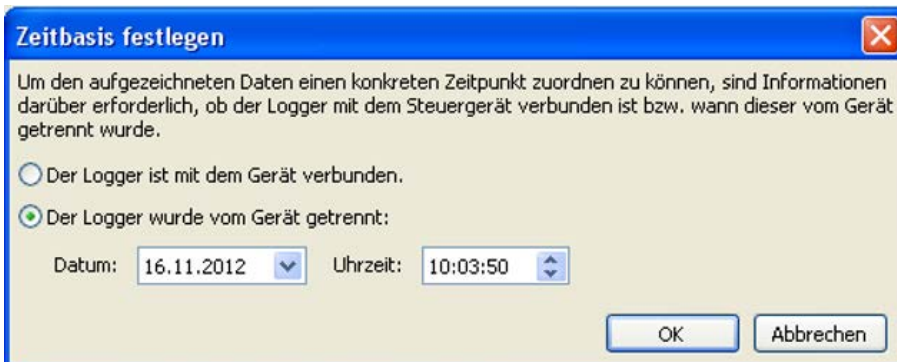 Zeitbasis festlegen
Um den aufgezeichneten Daten einen konkreten Zeitpunkt zuordnen zu können, sind Informationen
darüber erforderlich, ob der Logger mit dem Steuergerät verbunden ist bzw. wann dieser vom Gerät
getrennt wurde.
Der Logger ist mit dem Gerät verbunden.
Der Logger wurde vom Gerät getrennt:
Datum: 16.11.2012 Uhrzeit: 10:03:50
OK Abbrechen